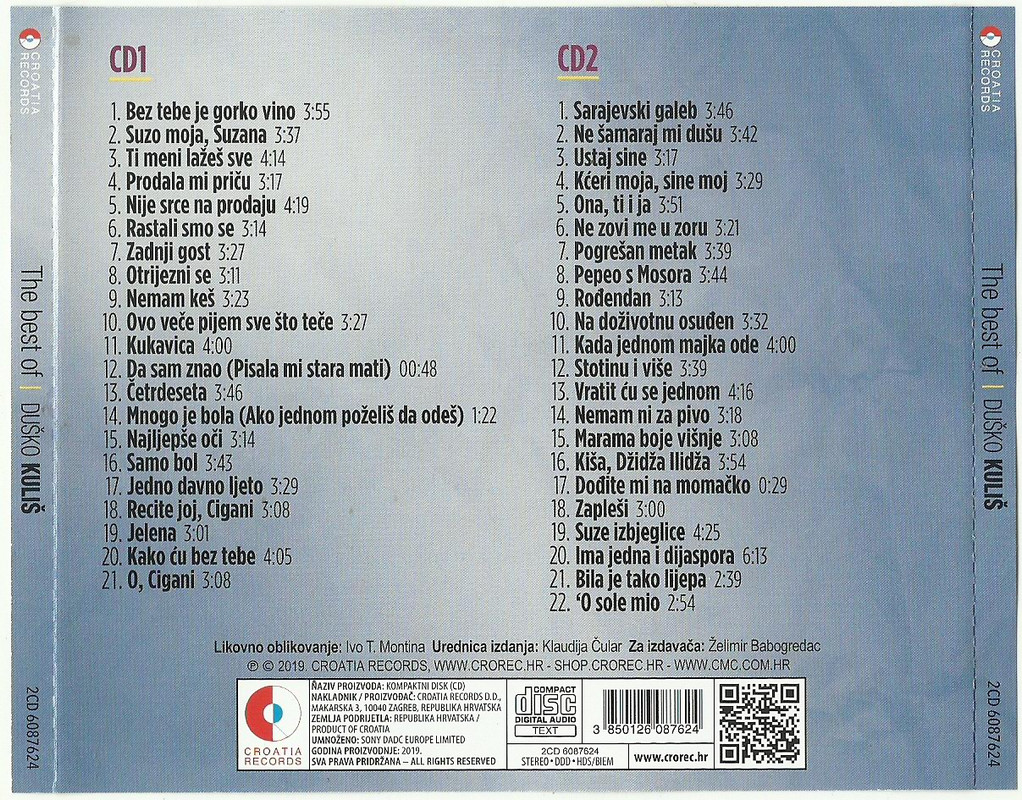 CROATIA
RECORDS
The best of | DUŠKO KULIŠ
2CD 6087624
CD1
1. Bez tebe je gorko vino 3:55
2. Suzo moja, Suzana 3:37
3. Ti meni lažeš sve 4:14
4. Prodala mi priču 3:17
5. Nije srce na prodaju 4:19
6. Rastali smo se 3:14
7. Zadnji gost 3:27
8. Otrijezni se 3:11
9. Nemam keš 3:23
10. Ovo veče pijem sve što teče 3:27
11. Kukavica 4:00
12. Da sam znao (Pisala mi stara mati) 00:48
13. Četrdeseta 3:46
14. Mnogo je bola (Ako jednom poželiš da odeš) 1:22
15. Najljepše oči 3:14
16. Samo bol 3:43
17. Jedno davno ljeto 3:29
18. Recite joj, Cigani 3:08
19. Jelena 3:01
20. Kako ću bez tebe 4:05
21. O, Cigani 3:08
CD2
1. Sarajevski galeb 3:46
2. Ne šamaraj mi dušu 3:42
3. Ustaj sine 3:17
4. Kćeri moja, sine moj 3:29
5. Ona, ti i ja 3:51
6. Ne zovi me u zoru 3:21
7. Pogrešan metak 3:39
8. Pepeo s Mosora 3:44
9. Rođendan 3:13
10. Na doživotnu osuđen 3:32
11. Kada jednom majka ode 4:00
12. Stotinu i više 3:39
13. Vratit ću se jednom 4:16
14. Nemam ni za pivo 3:18
15. Marama boje višnje 3:08
16. Kiša, Džidža Ilidža 3:54
17. Dođite mi na momačko 0:29
18. Zapleši 3:00
19. Suze izbjeglice 4:25
20. Ima jedna i dijaspora 6:13
21. Bila je tako lijepa 2:39
22. ‘O sole mio 2:54
Likovno oblikovanje: Ivo T. Montina Urednica izdanja: Klaudija Čular Za izdavača: Želimir Babogredac
℗ © 2019. CROATIA RECORDS, WWW.CROREC.HR - SHOP.CROREC.HR - WWW.CMC.COM.HR
CROATIA
RECORDS
NAZIV PROIZVODA: KOMPAKTNI DISK (CD)
NAKLADNIK / PROIZVOĐAČ: CROATIA RECORDS D.D.,
MAKARSKA 3, 10040 ZAGREB, REPUBLIKA HRVATSKA
ZEMLJA PODRIJETLA: REPUBLIKA HRVATSKA /
PRODUCT OF CROATIA
UMNOŽENO: SONY DADC EUROPE LIMITED
GODINA PROIZVODNJE: 2019.
SVA PRAVA PRIDRŽANA – ALL RIGHTS RESERVED
COMPACT
disc
DIGITAL AUDIO
TEXT
2CD 6087624
STEREO · DDD · HDS/BIEM
3 850126 087624
www.crorec.hr
CROATIA
RECORDS
The best of | DUŠKO KULIŠ
2CD 6087624